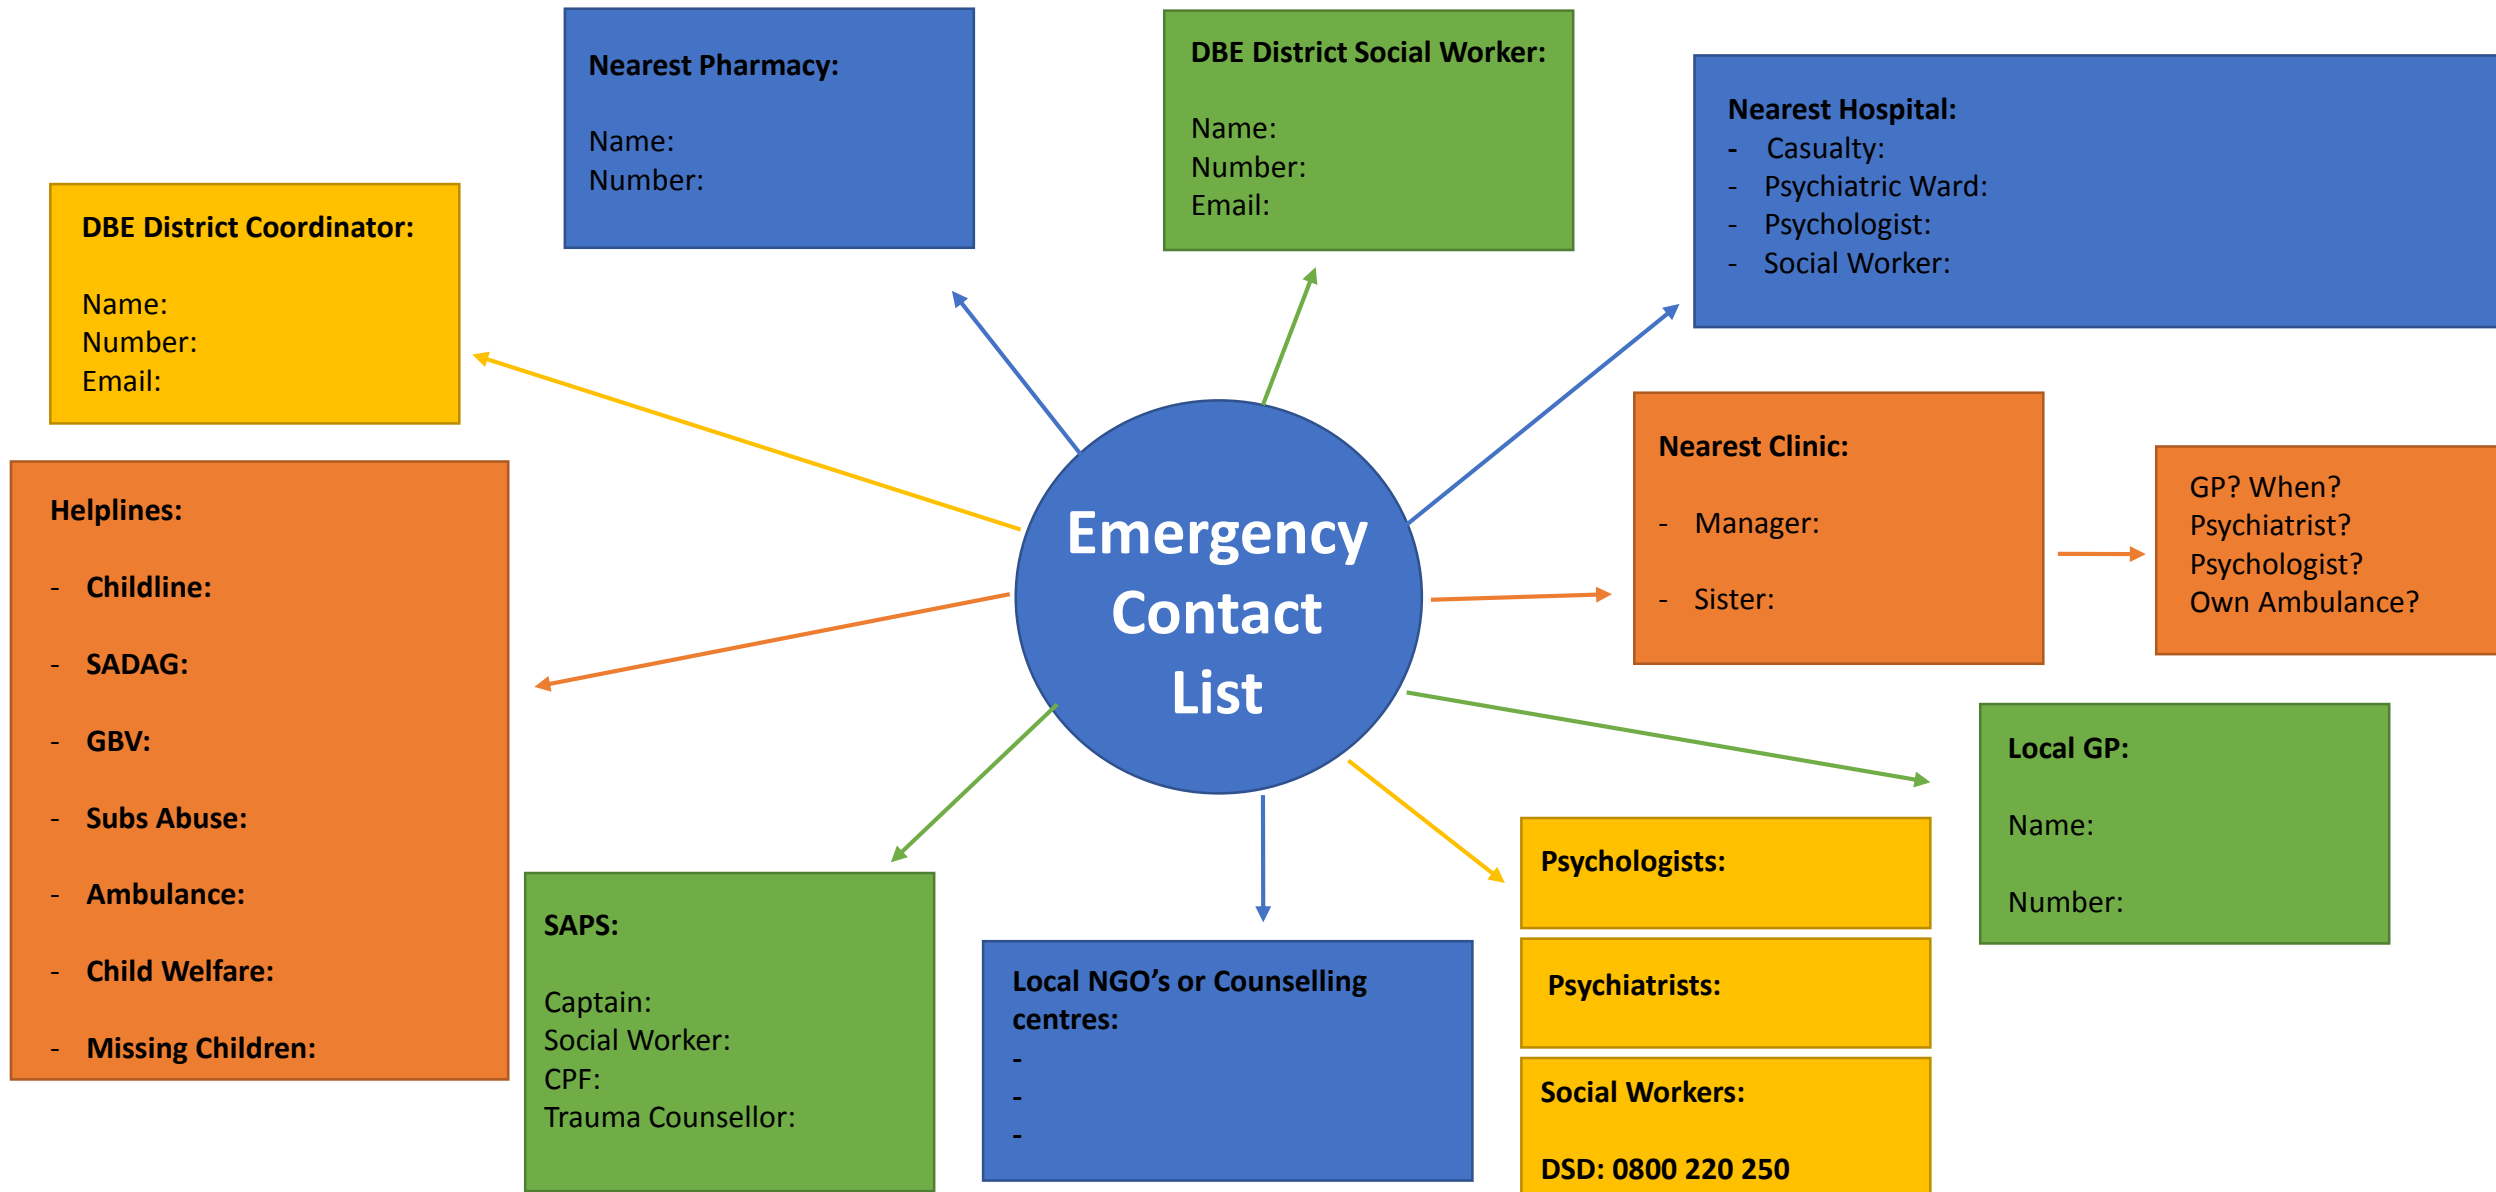 Nearest Pharmacy:
Name:
Number:
DBE District Social Worker:
Name:
Number:
Email:
Nearest Hospital:
- Casualty:
- Psychiatric Ward:
- Psychologist:
- Social Worker:
DBE District Coordinator:
Name:
Number:
Email:
Emergency
Contact
List
Nearest Clinic:
- Manager:
- Sister:
GP? When?
Psychiatrist?
Psychologist?
Own Ambulance?
Helplines:
- Childline:
- SADAG:
- GBV:
- Subs Abuse:
- Ambulance:
- Child Welfare:
- Missing Children:
SAPS:
Captain:
Social Worker:
CPF:
Trauma Counsellor:
Local NGO’s or Counselling
centres:
-
-
-
Psychologists:
Psychiatrists:
Social Workers:
DSD: 0800 220 250
Local GP:
Name:
Number: